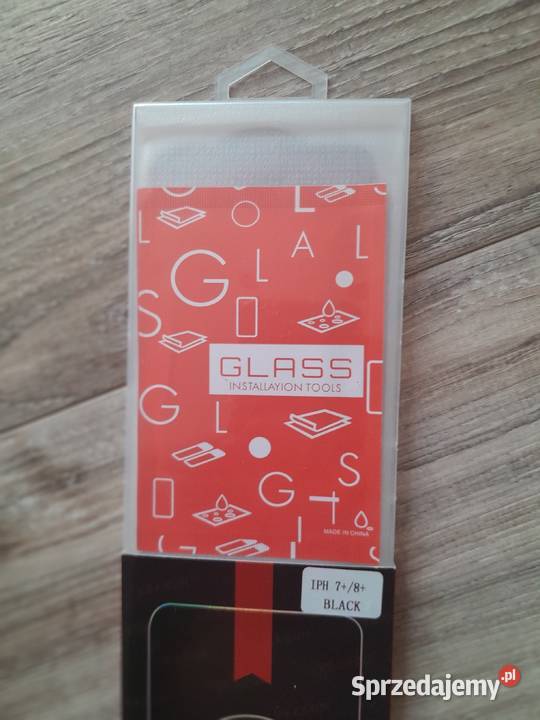 L
G L A L
S
GLASS
INSTALLAYION TOOLS
G L
G I S
MADE IN CHINA
L S
IPH 7+/8+
BLACK
Sprzedajemy.pl